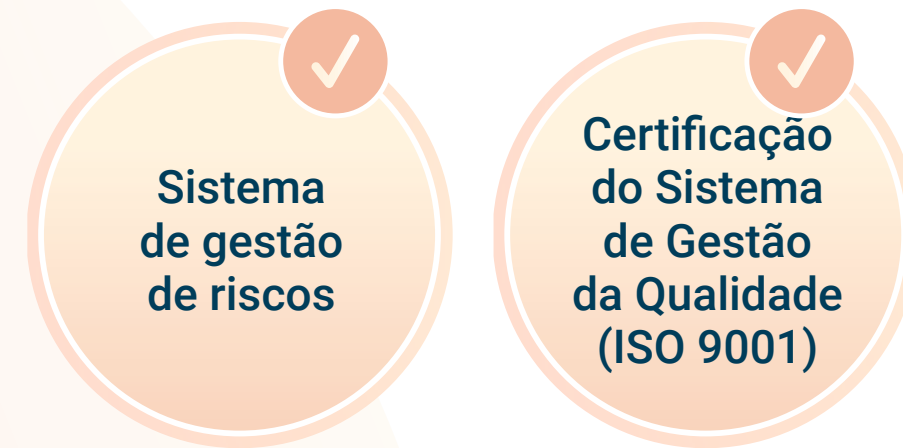 Sistema
de gestão
de riscos
Certificação
do Sistema
de Gestão
da Qualidade
(ISO 9001)